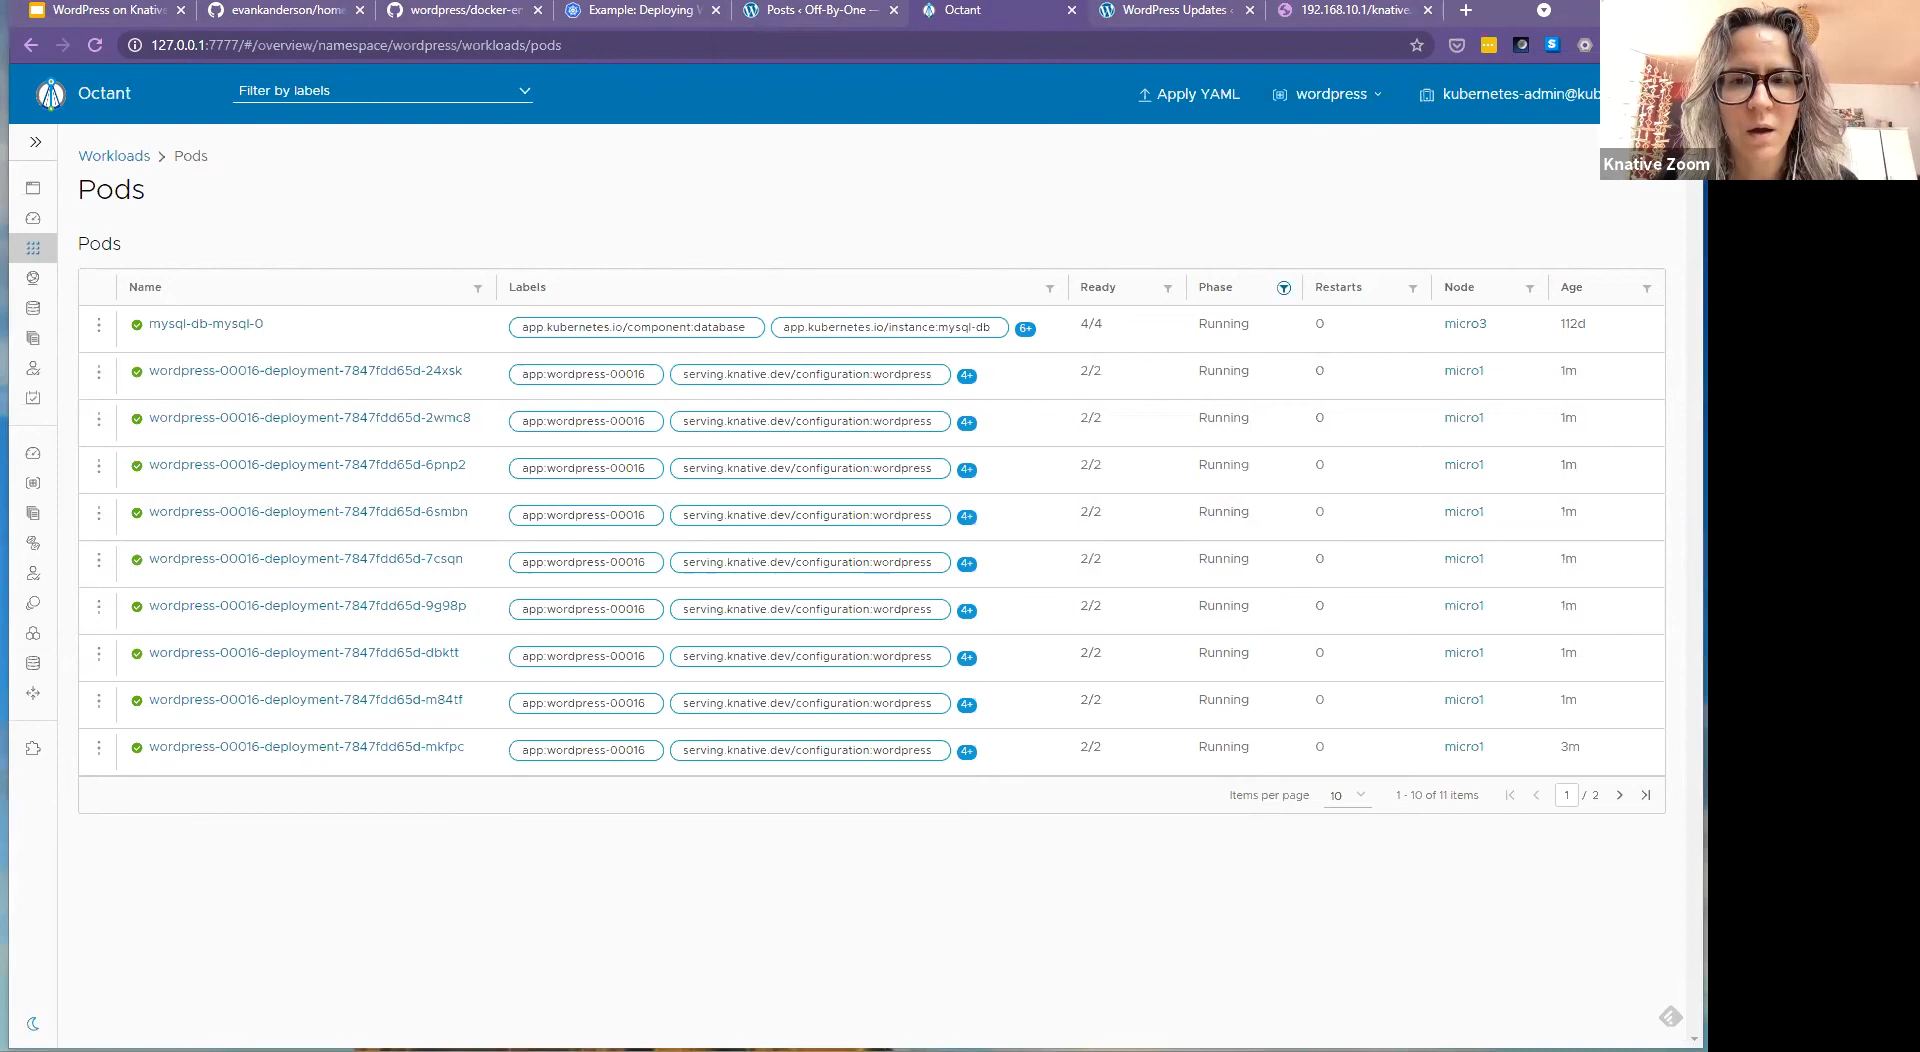 WordPress on Knative
evankanderson/home
wordpress/docker-en
Example: Deploying W
Posts ‹ Off-By-One —
Octant
WordPress Updates ‹
192.168.10.1/knative
127.0.0.1:7777/#/overview/namespace/wordpress/workloads/pods
Octant
Filter by labels
Apply YAML
wordpress
kubernetes-admin@kub
Knative Zoom
Workloads > Pods
Pods
Pods
Name Labels Ready Phase Restarts Node Age
mysql-db-mysql-0 app.kubernetes.io/component:database app.kubernetes.io/instance:mysql-db 6+ 4/4 Running 0 micro3 112d
wordpress-00016-deployment-7847fdd65d-24xsk app:wordpress-00016 serving.knative.dev/configuration:wordpress 4+ 2/2 Running 0 micro1 1m
wordpress-00016-deployment-7847fdd65d-2wmc8 app:wordpress-00016 serving.knative.dev/configuration:wordpress 4+ 2/2 Running 0 micro1 1m
wordpress-00016-deployment-7847fdd65d-6pnp2 app:wordpress-00016 serving.knative.dev/configuration:wordpress 4+ 2/2 Running 0 micro1 1m
wordpress-00016-deployment-7847fdd65d-6smbn app:wordpress-00016 serving.knative.dev/configuration:wordpress 4+ 2/2 Running 0 micro1 1m
wordpress-00016-deployment-7847fdd65d-7csqn app:wordpress-00016 serving.knative.dev/configuration:wordpress 4+ 2/2 Running 0 micro1 1m
wordpress-00016-deployment-7847fdd65d-9g98p app:wordpress-00016 serving.knative.dev/configuration:wordpress 4+ 2/2 Running 0 micro1 1m
wordpress-00016-deployment-7847fdd65d-dbktt app:wordpress-00016 serving.knative.dev/configuration:wordpress 4+ 2/2 Running 0 micro1 1m
wordpress-00016-deployment-7847fdd65d-m84tf app:wordpress-00016 serving.knative.dev/configuration:wordpress 4+ 2/2 Running 0 micro1 1m
wordpress-00016-deployment-7847fdd65d-mkfpc app:wordpress-00016 serving.knative.dev/configuration:wordpress 4+ 2/2 Running 0 micro1 3m
Items per page 10 1 - 10 of 11 items 1 / 2